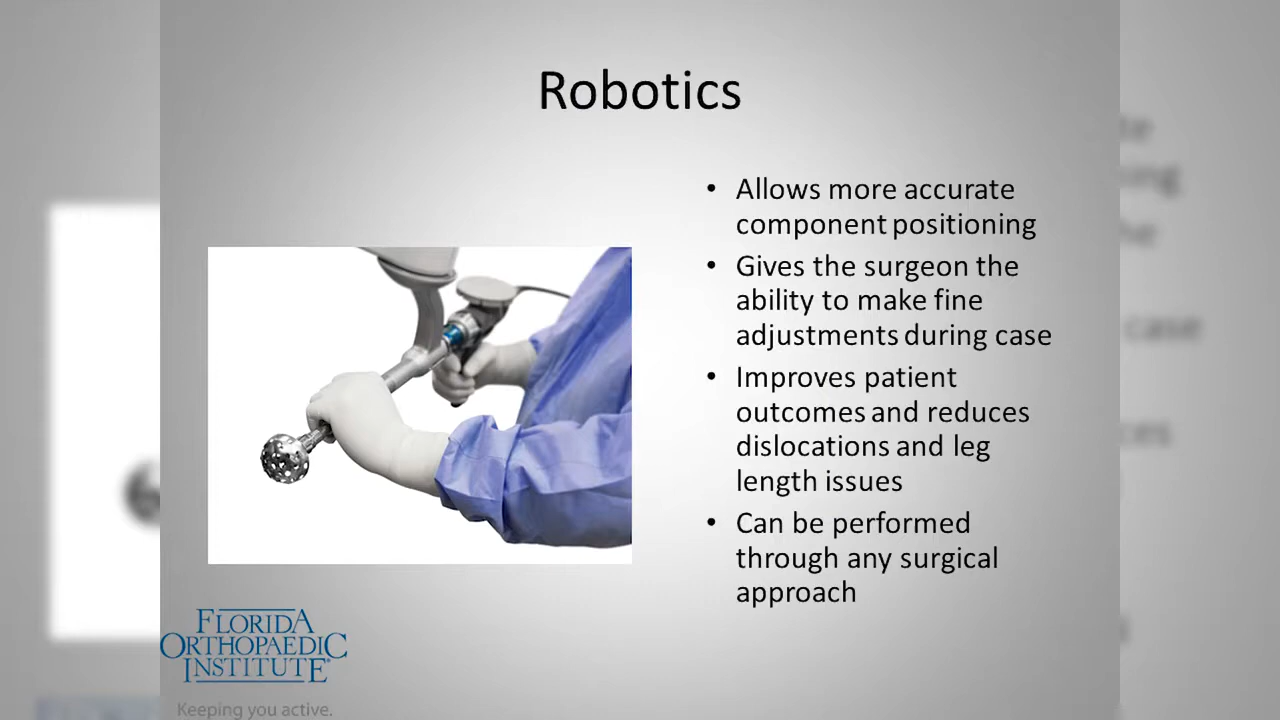 Robotics
• Allows more accurate
component positioning
• Gives the surgeon the
ability to make fine
adjustments during case
• Improves patient
outcomes and reduces
dislocations and leg
length issues
• Can be performed
through any surgical
approach
FLORIDA
ORTHOPAEDIC
INSTITUTE®
Keeping you active.